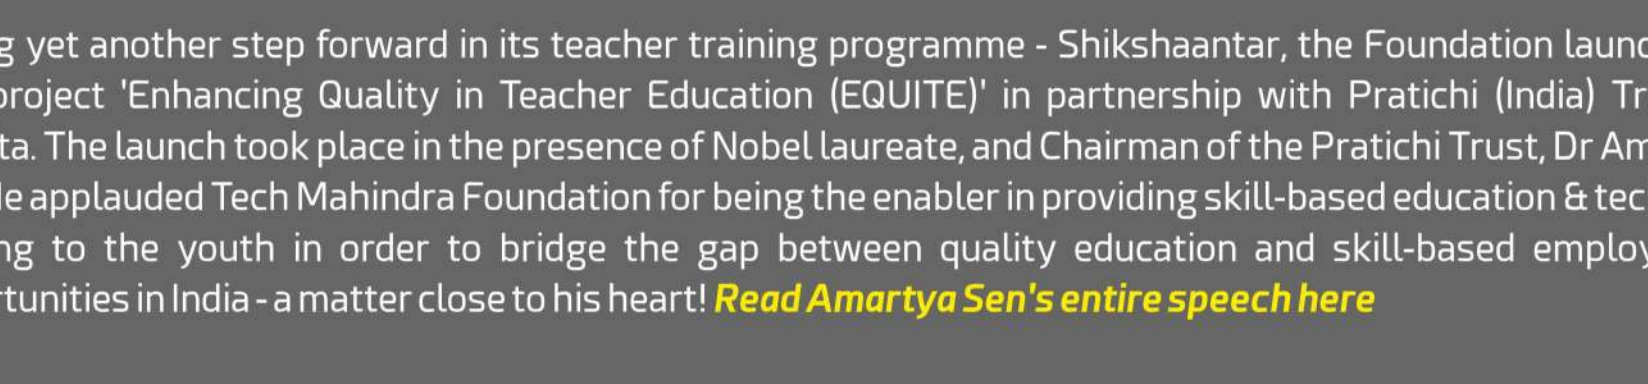 g yet another step forward in its teacher training programme - Shikshaantar, the Foundation launc
project 'Enhancing Quality in Teacher Education (EQUITE)' in partnership with Pratichi (India) Tr
ta. The launch took place in the presence of Nobel laureate, and Chairman of the Pratichi Trust, Dr Am
He applauded Tech Mahindra Foundation for being the enabler in providing skill-based education & tec
ng to the youth in order to bridge the gap between quality education and skill-based employ
rtunities in India - a matter close to his heart! Read Amartya Sen's entire speech here